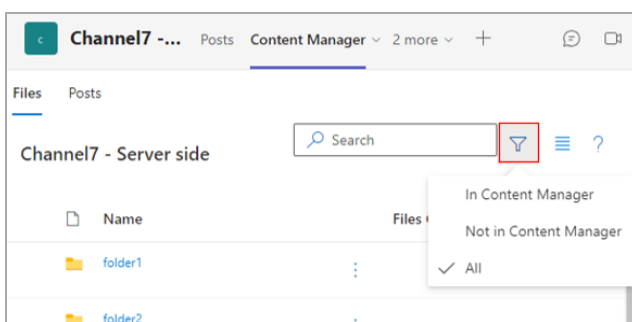 c Channel7 -... Posts Content Manager 2 more
Files Posts
Channel7 - Server side Search ?
In Content Manager
Name Files
Not in Content Manager
folder1 All
folder2